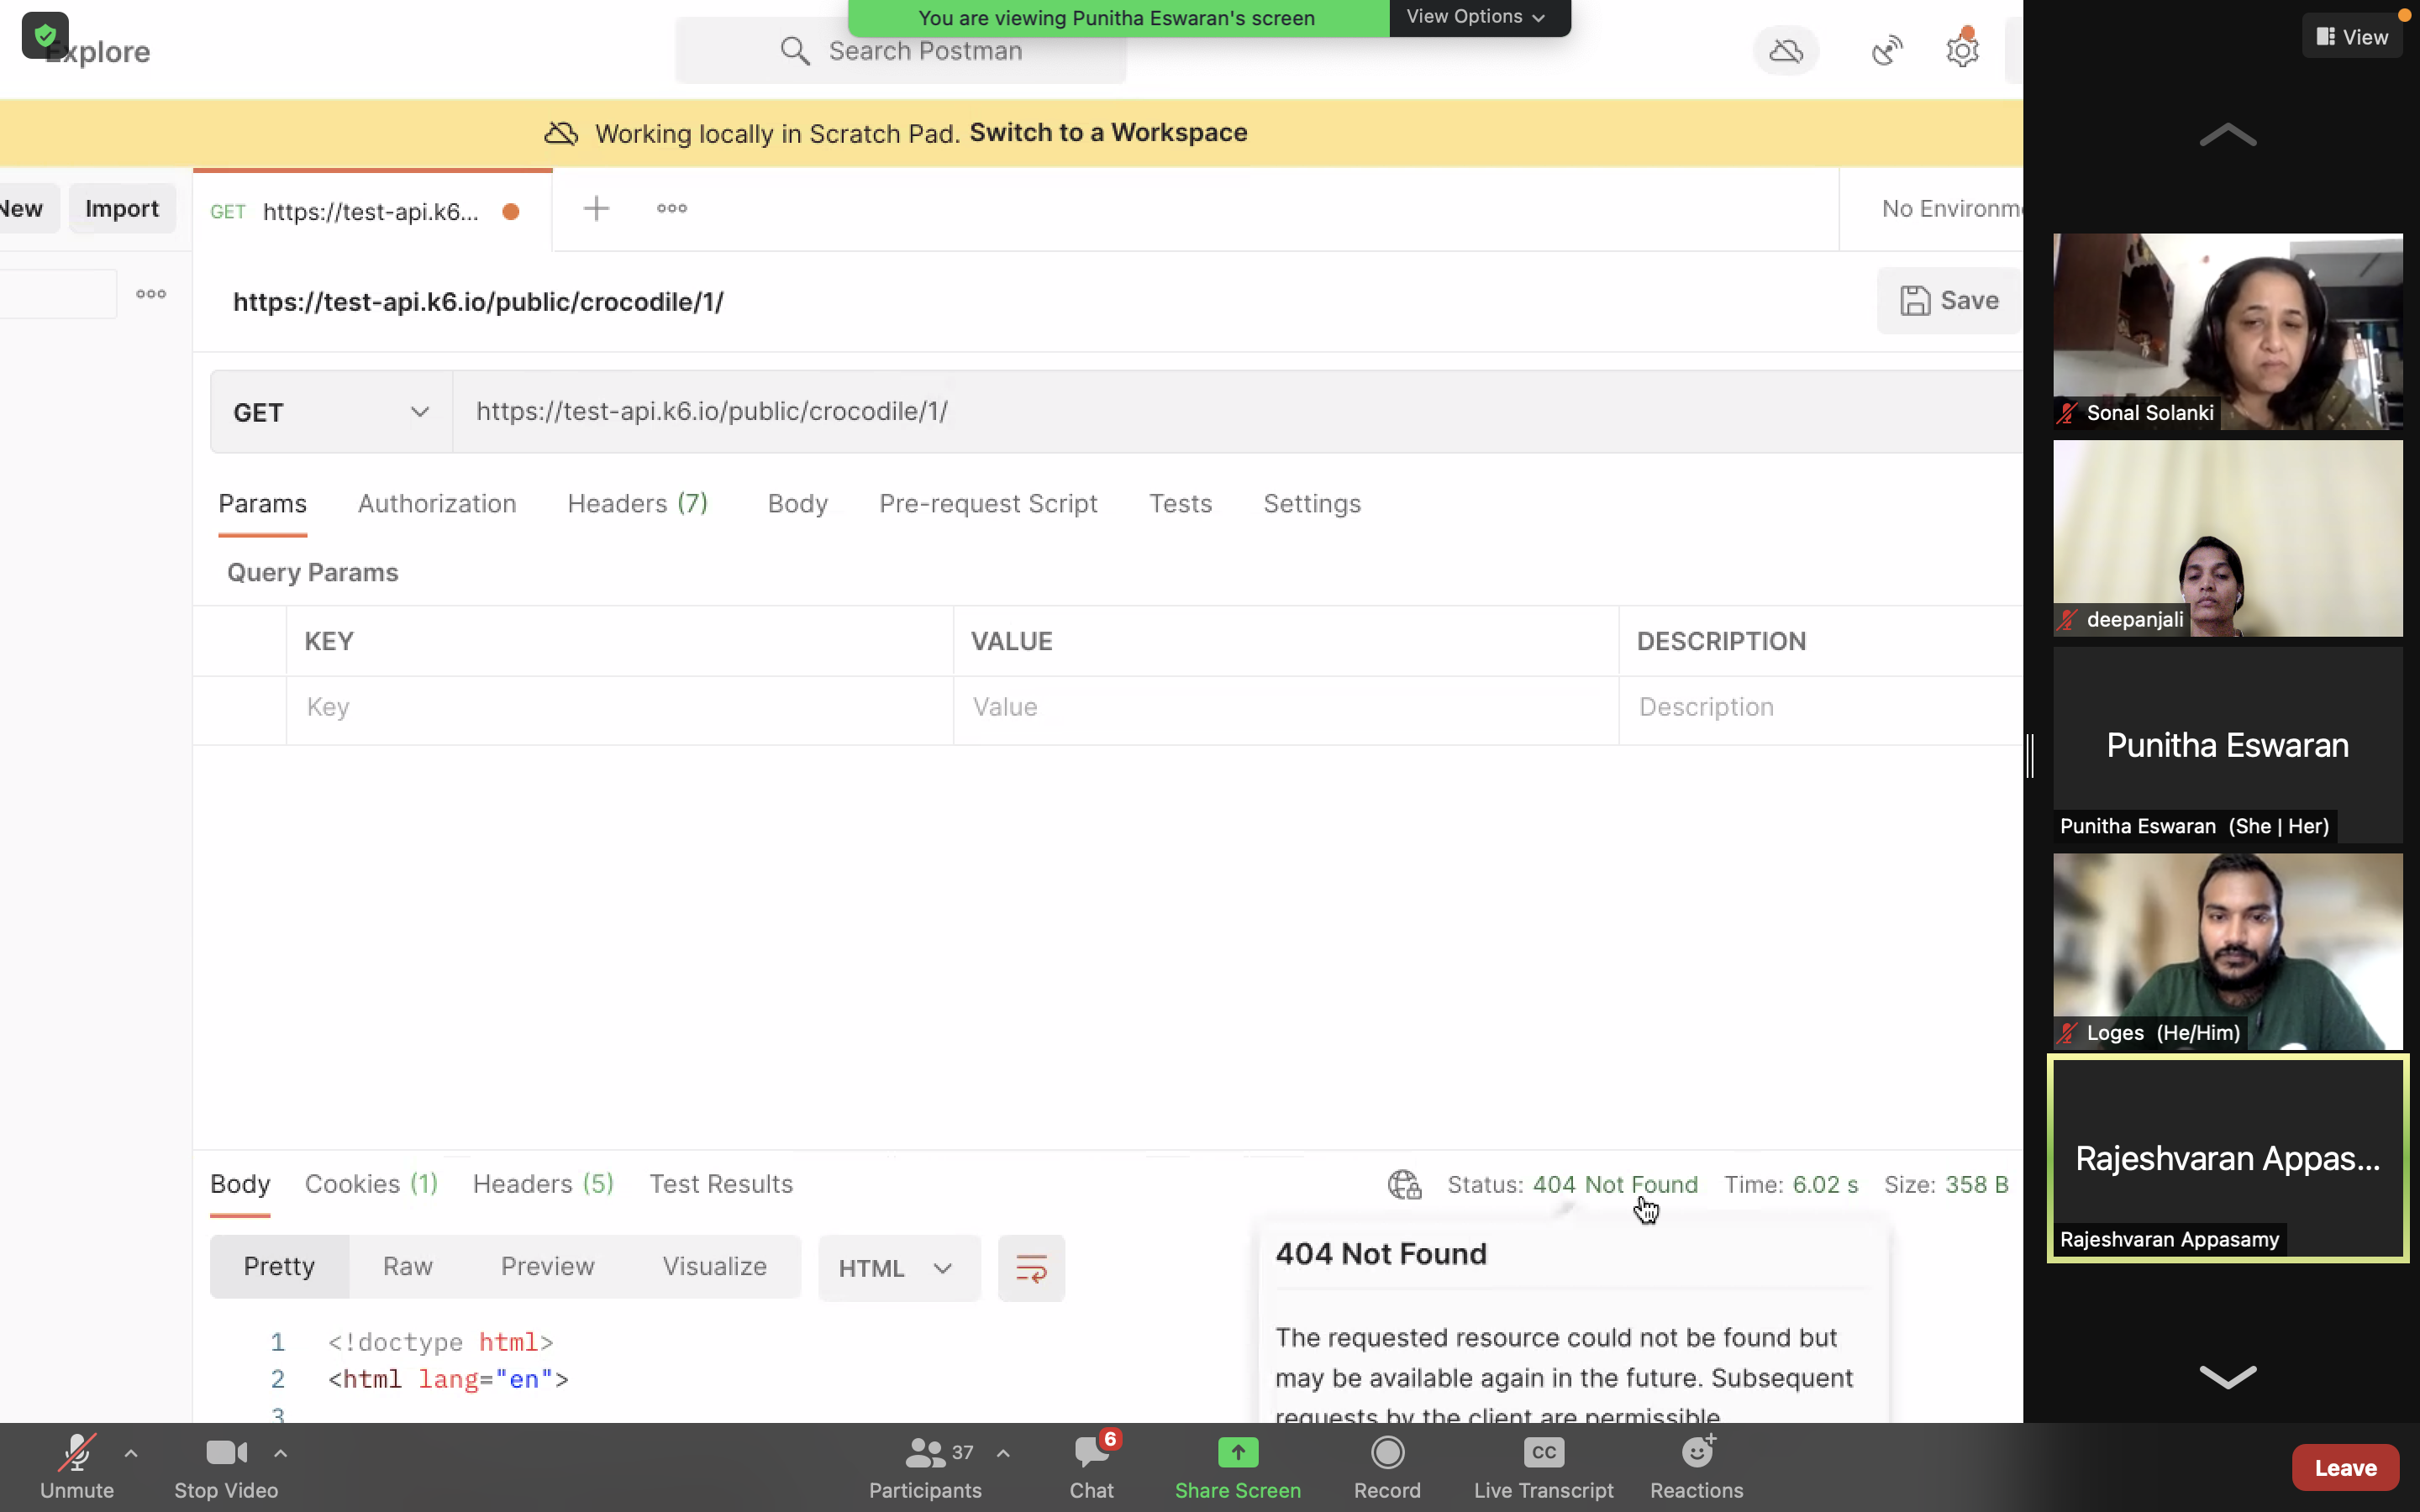 You are viewing Punitha Eswaran's screen
View Options
View
Explore
Search Postman
Working locally in Scratch Pad. Switch to a Workspace
New
Import
GET https://test-api.k6...
No Environme
https://test-api.k6.io/public/crocodile/1/
Save
GET
https://test-api.k6.io/public/crocodile/1/
Params
Authorization
Headers (7)
Body
Pre-request Script
Tests
Settings
Query Params
KEY
VALUE
DESCRIPTION
Key
Value
Description
Body
Cookies (1)
Headers (5)
Test Results
Status: 404 Not Found
Time: 6.02 s
Size: 358 B
Pretty
Raw
Preview
Visualize
HTML
404 Not Found
The requested resource could not be found but
may be available again in the future. Subsequent
requests by the client are permissible
1 <!doctype html>
2 <html lang="en">
3
Sonal Solanki
deepanjali
Punitha Eswaran
Punitha Eswaran (She | Her)
Loges (He/Him)
Rajeshvaran Appas...
Rajeshvaran Appasamy
Unmute
Stop Video
37
Participants
6
Chat
Share Screen
Record
CC
Live Transcript
Reactions
Leave